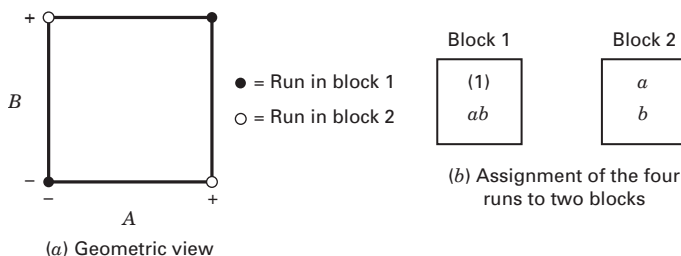 +
B
−
−
+
A
(a) Geometric view
● = Run in block 1
○ = Run in block 2
Block 1
(1)
ab
Block 2
a
b
(b) Assignment of the four
runs to two blocks